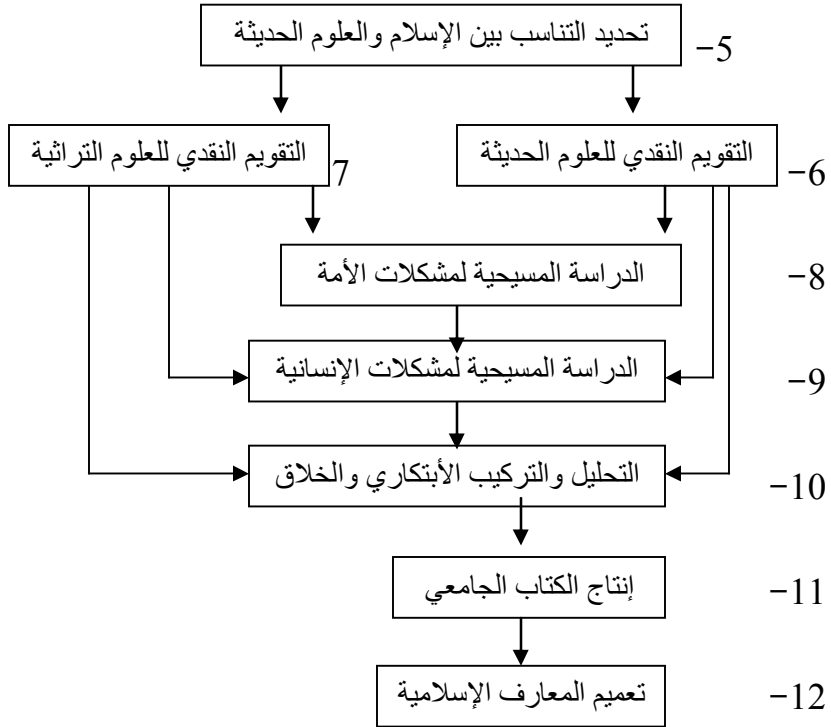 5- تحديد التناسب بين الإسلام والعلوم الحديثة
6- التقويم النقدي للعلوم الحديثة
7 التقويم النقدي للعلوم التراثية
8- الدراسة المسيحية لمشكلات الأمة
9- الدراسة المسيحية لمشكلات الإنسانية
10- التحليل والتركيب الأبتكاري والخلاق
11- إنتاج الكتاب الجامعي
12- تعميم المعارف الإسلامية